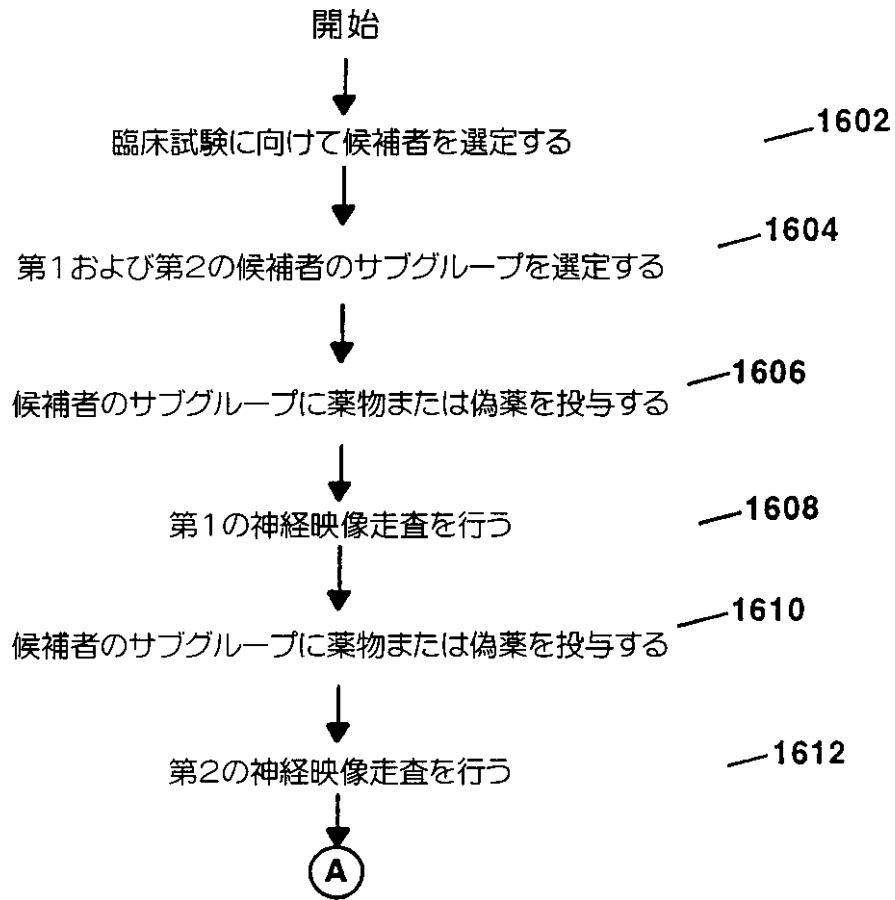 開始
臨床試験に向けて候補者を選定する 1602
第1および第2の候補者のサブグループを選定する 1604
候補者のサブグループに薬物または偽薬を投与する 1606
第1の神経映像走査を行う 1608
候補者のサブグループに薬物または偽薬を投与する 1610
第2の神経映像走査を行う 1612
A